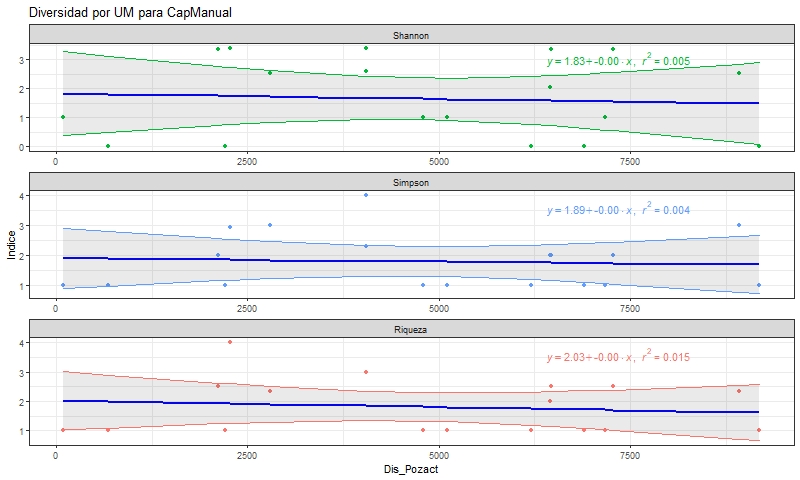 Diversidad por UM para CapManual
Shannon
y = 1.83+-0.00 · x, r² = 0.005
3
2
1
0
0 2500 5000 7500
Simpson
y = 1.89+-0.00 · x, r² = 0.004
4
3
2
1
0 2500 5000 7500
Indice
Riqueza
y = 2.03+-0.00 · x, r² = 0.015
4
3
2
1
0 2500 5000 7500
Dis_Pozact